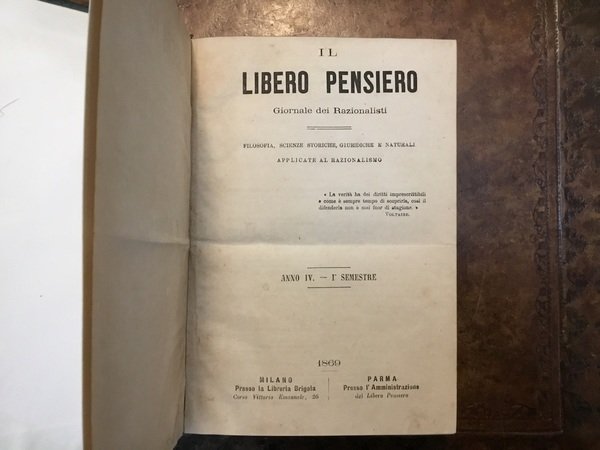 IL
LIBERO PENSIERO
Giornale dei Razionalisti
FILOSOFIA, SCIENZE STORICHE, GIURIDICHE E NATURALI
APPLICATE AL RAZIONALISMO
« La verità ha dei diritti imprescrittibili
e come è sempre tempo di scoprirla, così il
difenderla non è mai fuor di stagione. »
VOLTAIRE.
ANNO IV. — 1º SEMESTRE
1869
MILANO
Presso la Libreria Brigola
Corso Vittorio Emanuele, 26
PARMA
Presso l'Amministrazione
del Libero Pensiero